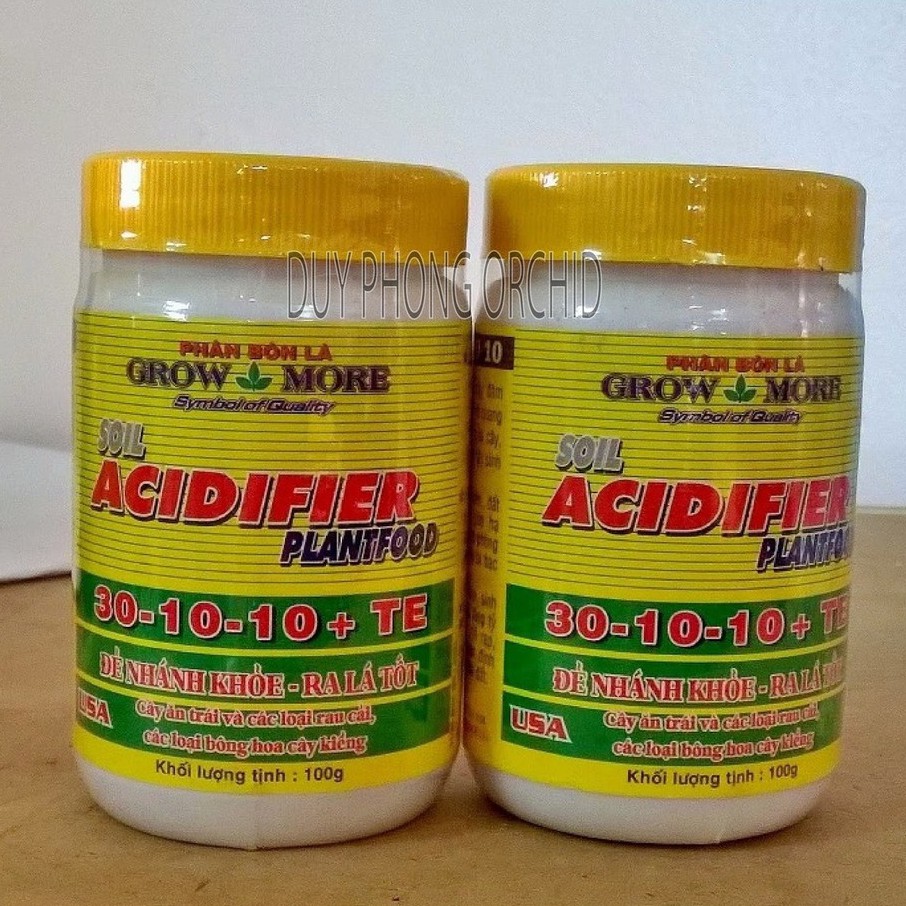 DUY PHONG ORCHID
PHÂN BÓN LÁ
GROW MORE
Symbol of Quality
SOIL
ACIDIFIER
PLANTFOOD
30-10-10 + TE
ĐẺ NHÁNH KHỎE - RA LÁ TỐT
USA
Cây ăn trái và các loại rau cải,
các loại bông hoa cây kiểng
Khối lượng tịnh : 100g
10
PHÂN BÓN LÁ
GROW MORE
Symbol of Quality
SOIL
ACIDIFIER
PLANTFOO
30-10-10 + TE
ĐẺ NHÁNH KHỎE - RA LÁ TỐ
USA
Cây ăn trái và các loại rau cải,
các loại bông hoa cây kiểng
Khối lượng tịnh : 100g